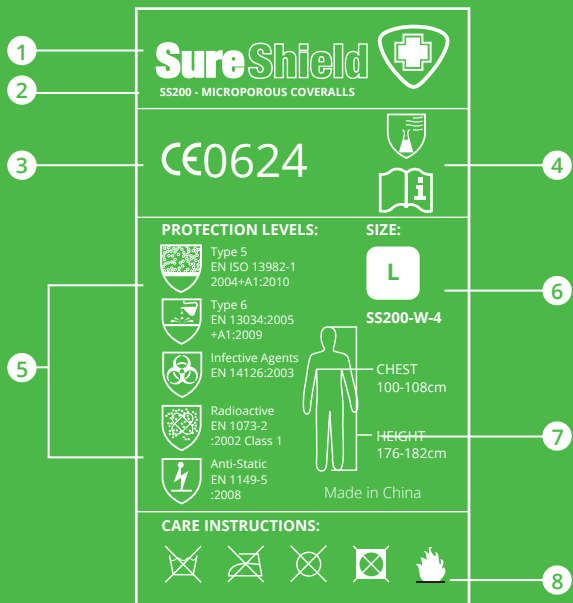 1
SureShield
2
SS200 - MICROPOROUS COVERALLS
3
CE0624
4
i
PROTECTION LEVELS:
Type 5
EN ISO 13982-1
2004+A1:2010
Type 6
EN 13034:2005
+A1:2009
5
Infective Agents
EN 14126:2003
Radioactive
EN 1073-2
:2002 Class 1
Anti-Static
EN 1149-5
:2008
SIZE:
L
6
SS200-W-4
CHEST
100-108cm
HEIGHT
7
176-182cm
Made in China
CARE INSTRUCTIONS:
8